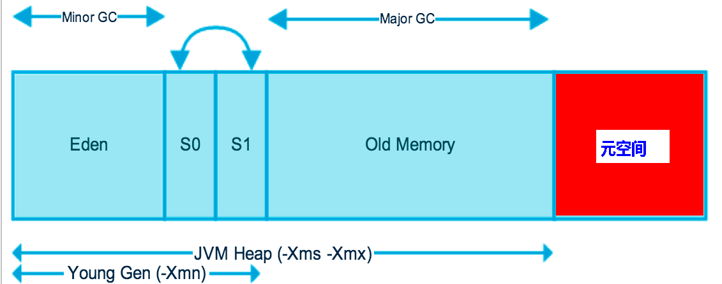 Minor GC
Major GC
Eden
S0
S1
Old Memory
元空间
JVM Heap (-Xms -Xmx)
Young Gen (-Xmn)